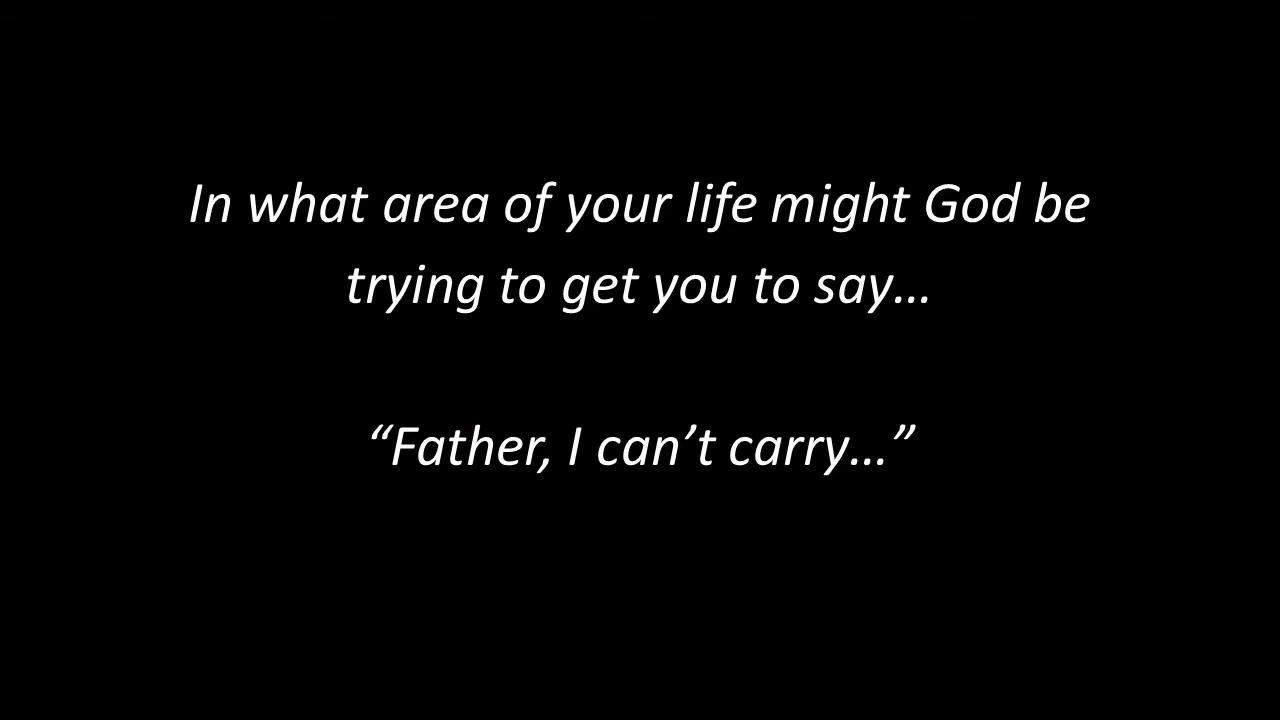 In what area of your life might God be
trying to get you to say…
“Father, I can’t carry…”